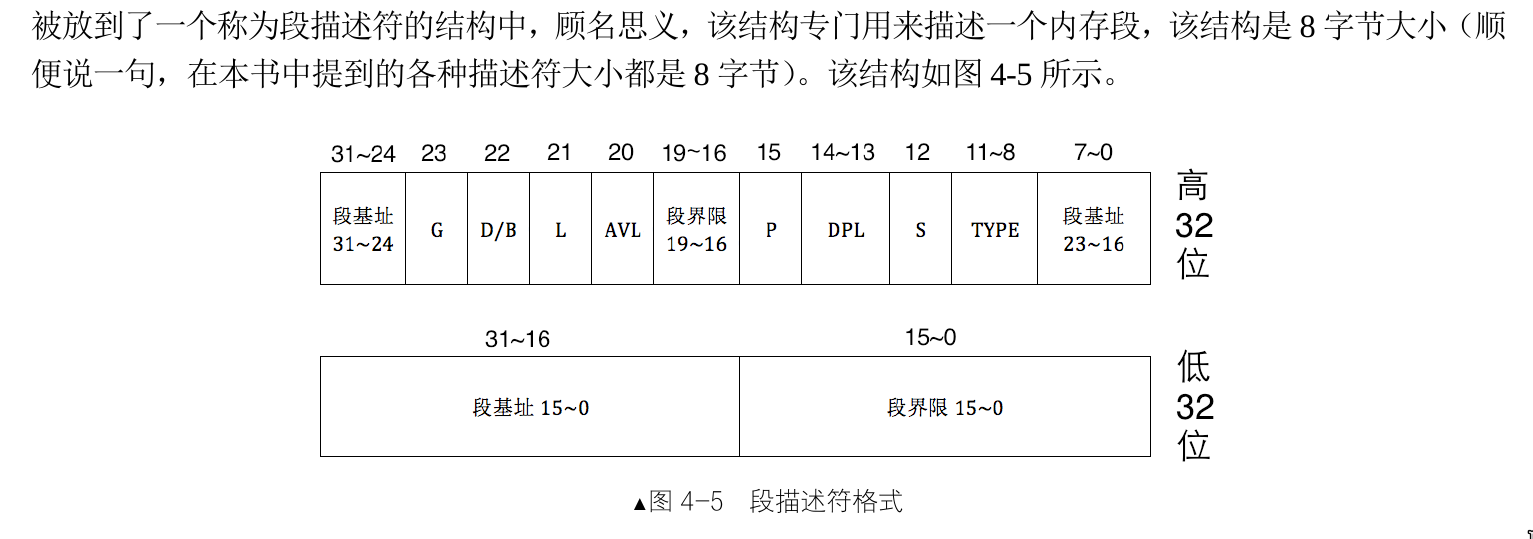 被放到了一个称为段描述符的结构中，顾名思义，该结构专门用来描述一个内存段，该结构是 8 字节大小（顺
便说一句，在本书中提到的各种描述符大小都是 8 字节）。该结构如图 4-5 所示。
31~24 23 22 21 20 19~16 15 14~13 12 11~8 7~0
段基址 31~24 G D/B L AVL 段界限 19~16 P DPL S TYPE 段基址 23~16
高 32 位
31~16 15~0
段基址 15~0 段界限 15~0
低 32 位
▲图 4-5 段描述符格式